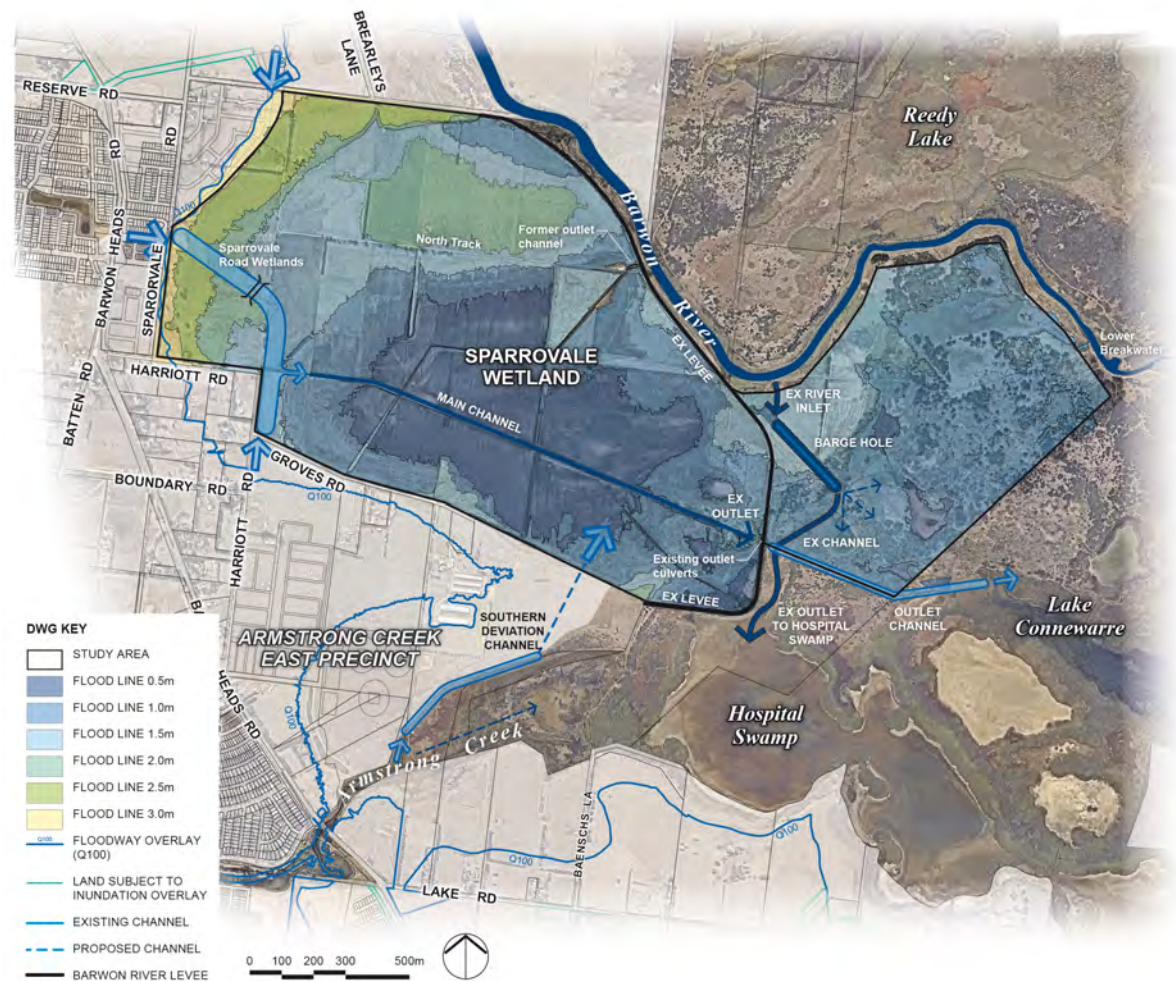 BREARLEYS
LANE
RESERVE RD
RD
BARWON HEADS
RD
Q100
SPARORVALE
Sparrovale
Road Wetlands
North Track
Former outlet
channel
Barwon
River
Reedy
Lake
EX LEVEE
Lower
Breakwater
SPARROVALE
WETLAND
HARRIOTT RD
BATTEN RD
MAIN CHANNEL
EX RIVER
INLET
BARGE HOLE
GROVES RD
BOUNDARY RD
HARRIOTT RD
Q100
EX
OUTLET
EX CHANNEL
Existing outlet
culverts
EX LEVEE
SOUTHERN
DEVIATION
CHANNEL
EX OUTLET
TO HOSPITAL
SWAMP
OUTLET
CHANNEL
Lake
Connewarre
ARMSTRONG CREEK
EAST PRECINCT
HEADS RD
Q100
Hospital
Swamp
Armstrong Creek
BAENSCHS LA
Q100
Q100
LAKE RD
DWG KEY
STUDY AREA
FLOOD LINE 0.5m
FLOOD LINE 1.0m
FLOOD LINE 1.5m
FLOOD LINE 2.0m
FLOOD LINE 2.5m
FLOOD LINE 3.0m
Q100
FLOODWAY OVERLAY
(Q100)
LAND SUBJECT TO
INUNDATION OVERLAY
EXISTING CHANNEL
PROPOSED CHANNEL
BARWON RIVER LEVEE
0 100 200 300 500m